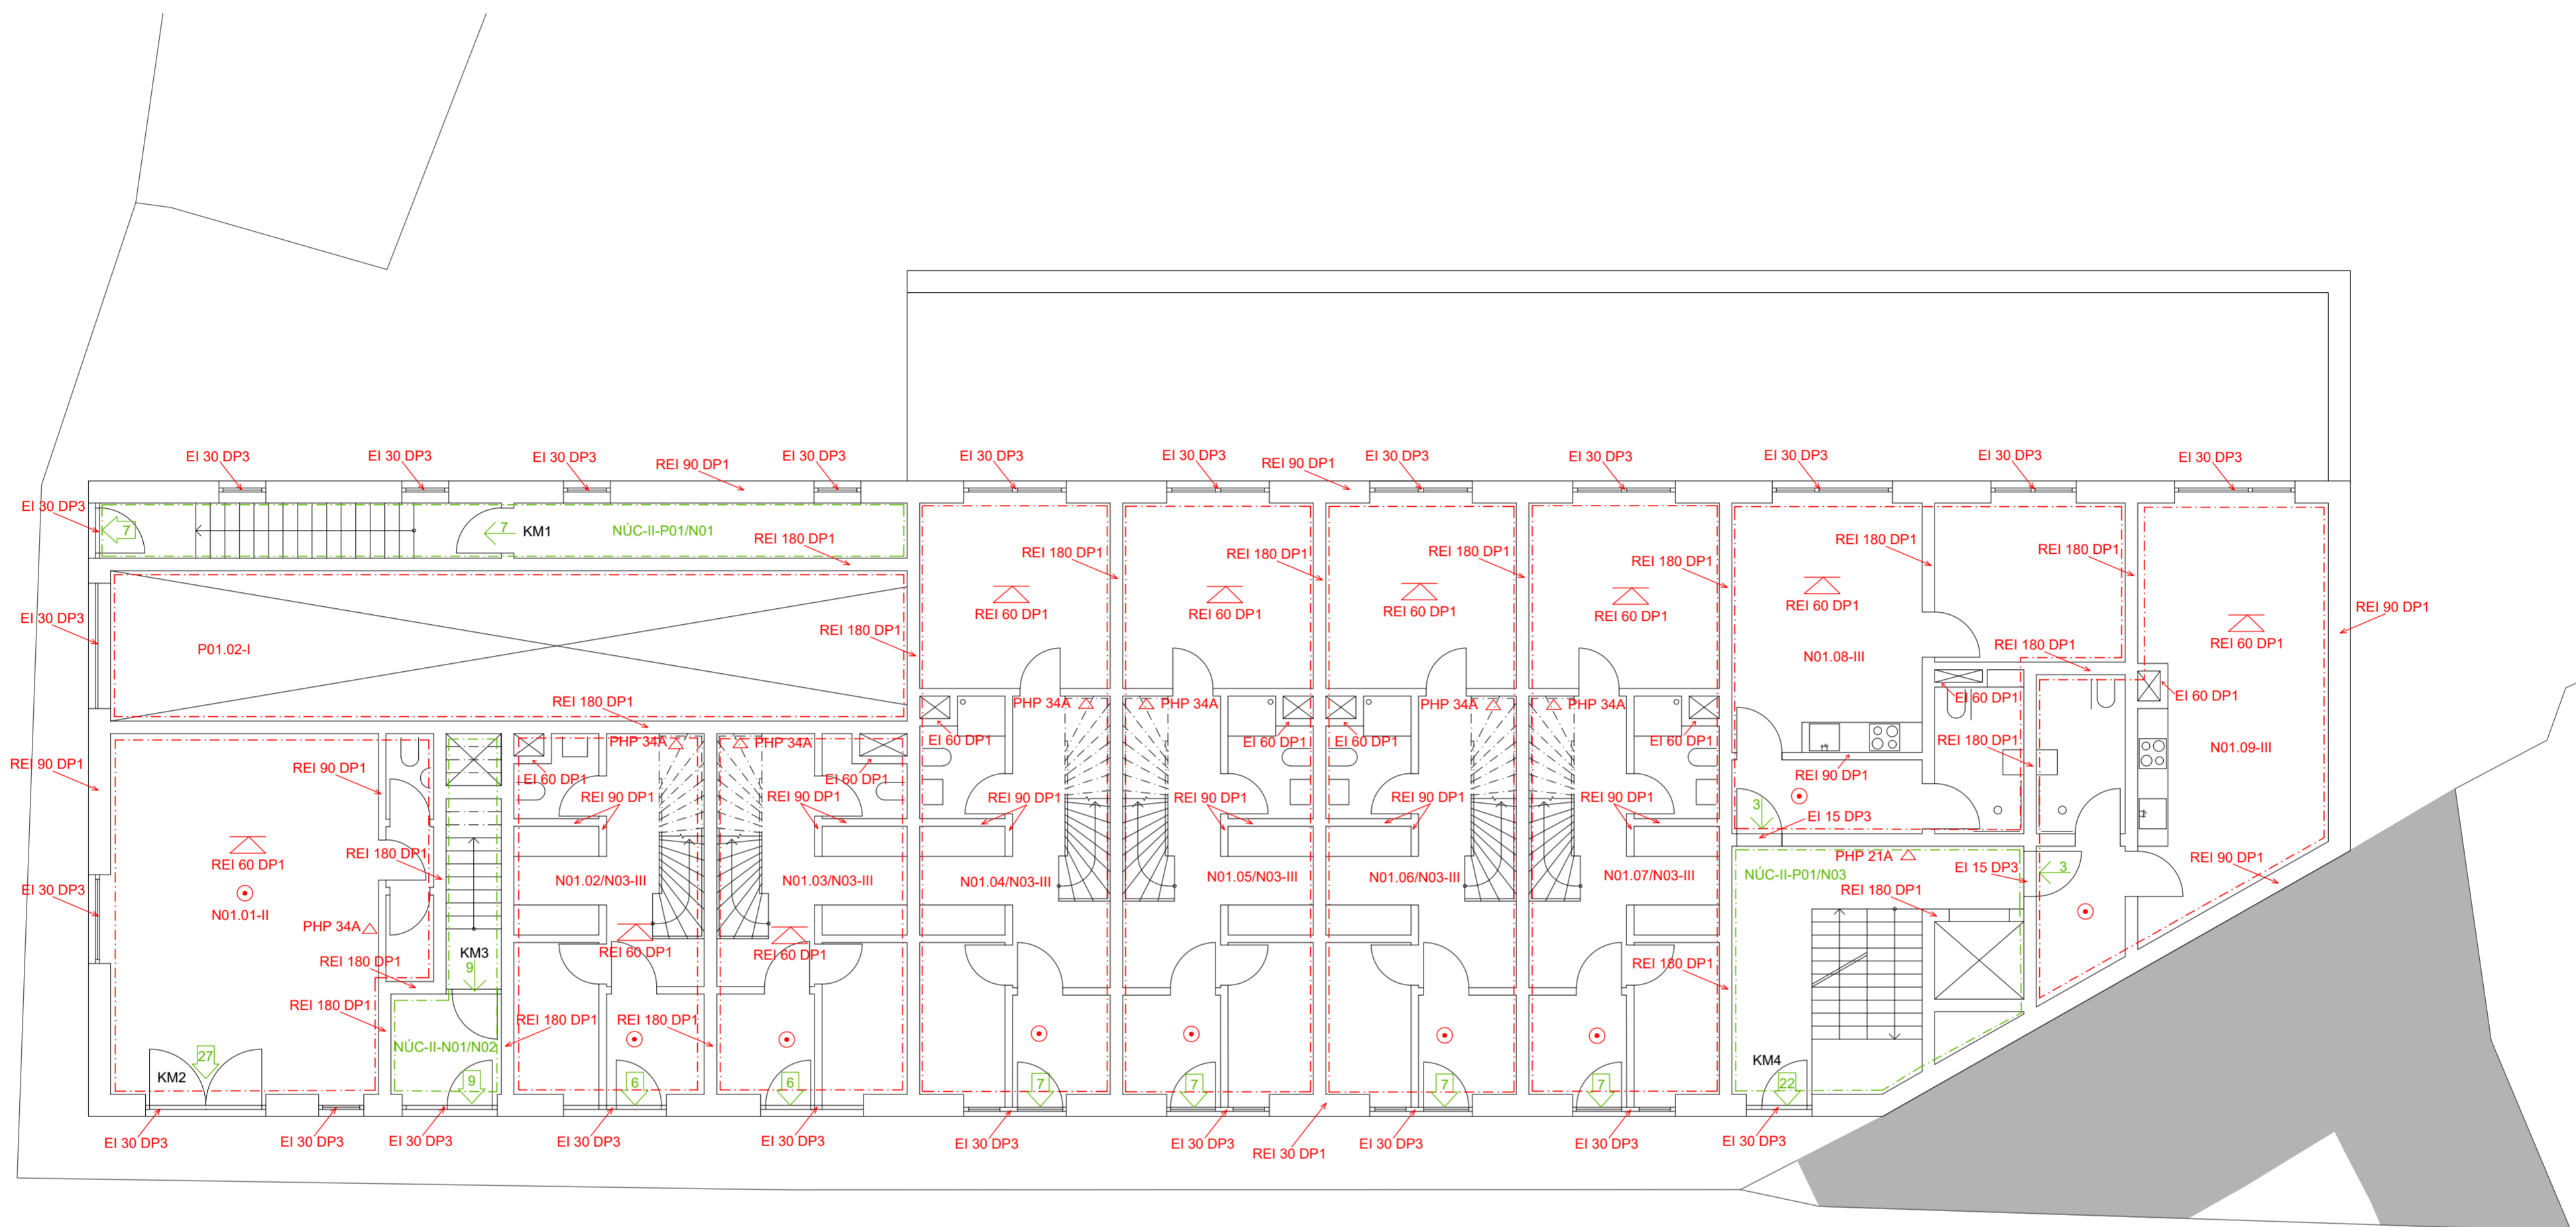 EI 30 DP3
EI 30 DP3
EI 30 DP3
REI 90 DP1
EI 30 DP3
EI 30 DP3
EI 30 DP3
REI 90 DP1
EI 30 DP3
EI 30 DP3
EI 30 DP3
EI 30 DP3
EI 30 DP3
EI 30 DP3
7
7
KM1
NÚC-II-P01/N01
REI 180 DP1
REI 180 DP1
REI 180 DP1
REI 180 DP1
REI 180 DP1
REI 180 DP1
REI 180 DP1
REI 60 DP1
REI 60 DP1
REI 60 DP1
REI 60 DP1
REI 60 DP1
REI 90 DP1
EI 30 DP3
REI 180 DP1
REI 180 DP1
REI 60 DP1
P01.02-I
N01.08-III
REI 180 DP1
EI 60 DP1
EI 60 DP1
PHP 34A
PHP 34A
PHP 34A
PHP 34A
PHP 34A
PHP 34A
EI 60 DP1
EI 60 DP1
EI 60 DP1
EI 60 DP1
REI 180 DP1
N01.09-III
REI 90 DP1
REI 90 DP1
EI 60 DP1
EI 60 DP1
REI 90 DP1
REI 90 DP1
REI 90 DP1
REI 90 DP1
REI 90 DP1
REI 90 DP1
REI 90 DP1
3
EI 15 DP3
REI 180 DP1
REI 60 DP1
PHP 21A
REI 90 DP1
EI 15 DP3
3
NÚC-II-P01/N03
EI 30 DP3
N01.02/N03-III
N01.03/N03-III
N01.04/N03-III
N01.05/N03-III
N01.06/N03-III
N01.07/N03-III
REI 180 DP1
N01.01-II
PHP 34A
KM3
REI 60 DP1
REI 60 DP1
REI 180 DP1
9
REI 180 DP1
REI 180 DP1
REI 180 DP1
REI 180 DP1
NÚC-II-N01/N02
27
KM2
9
6
6
7
7
7
7
KM4
22
EI 30 DP3
EI 30 DP3
EI 30 DP3
EI 30 DP3
EI 30 DP3
EI 30 DP3
EI 30 DP3
REI 30 DP1
EI 30 DP3
EI 30 DP3
EI 30 DP3